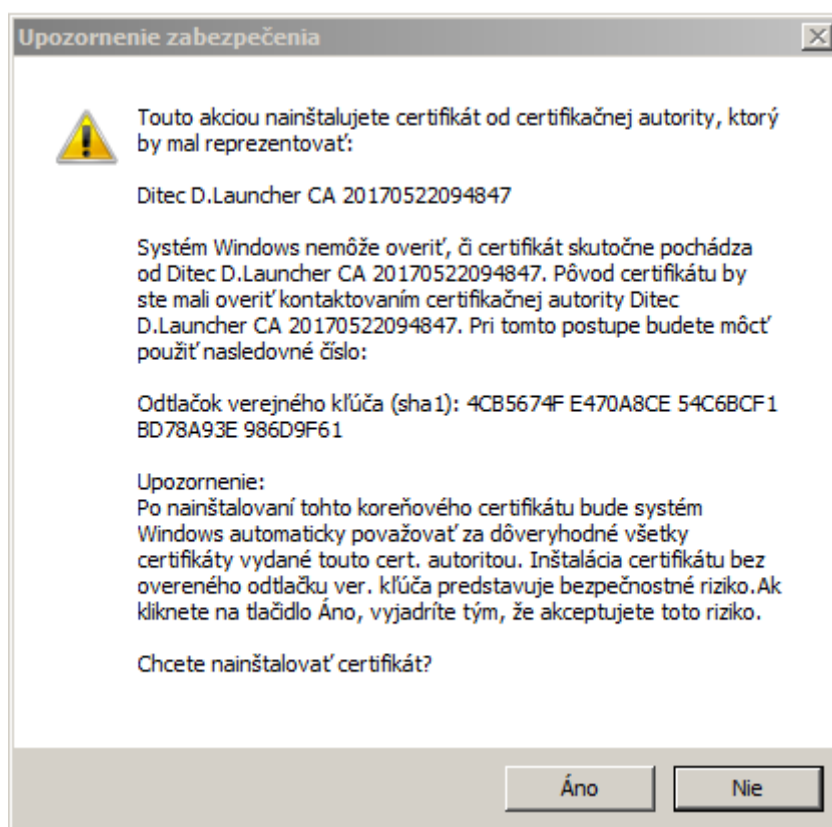 Upozornenie zabezpečenia
Touto akciou nainštalujete certifikát od certifikačnej autority, ktorý
by mal reprezentovať:
Ditec D.Launcher CA 20170522094847
Systém Windows nemôže overiť, či certifikát skutočne pochádza
od Ditec D.Launcher CA 20170522094847. Pôvod certifikátu by
ste mali overiť kontaktovaním certifikačnej autority Ditec
D.Launcher CA 20170522094847. Pri tomto postupe budete môcť
použiť nasledovné číslo:
Odtlačok verejného kľúča (sha1): 4CB5674F E470A8CE 54C6BCF1
BD78A93E 986D9F61
Upozornenie:
Po nainštalovaní tohto koreňového certifikátu bude systém
Windows automaticky považovať za dôveryhodné všetky
certifikáty vydané touto cert. autoritou. Inštalácia certifikátu bez
overeného odtlačku ver. kľúča predstavuje bezpečnostné riziko.Ak
kliknete na tlačidlo Áno, vyjadríte tým, že akceptujete toto riziko.
Chcete nainštalovať certifikát?
Áno
Nie